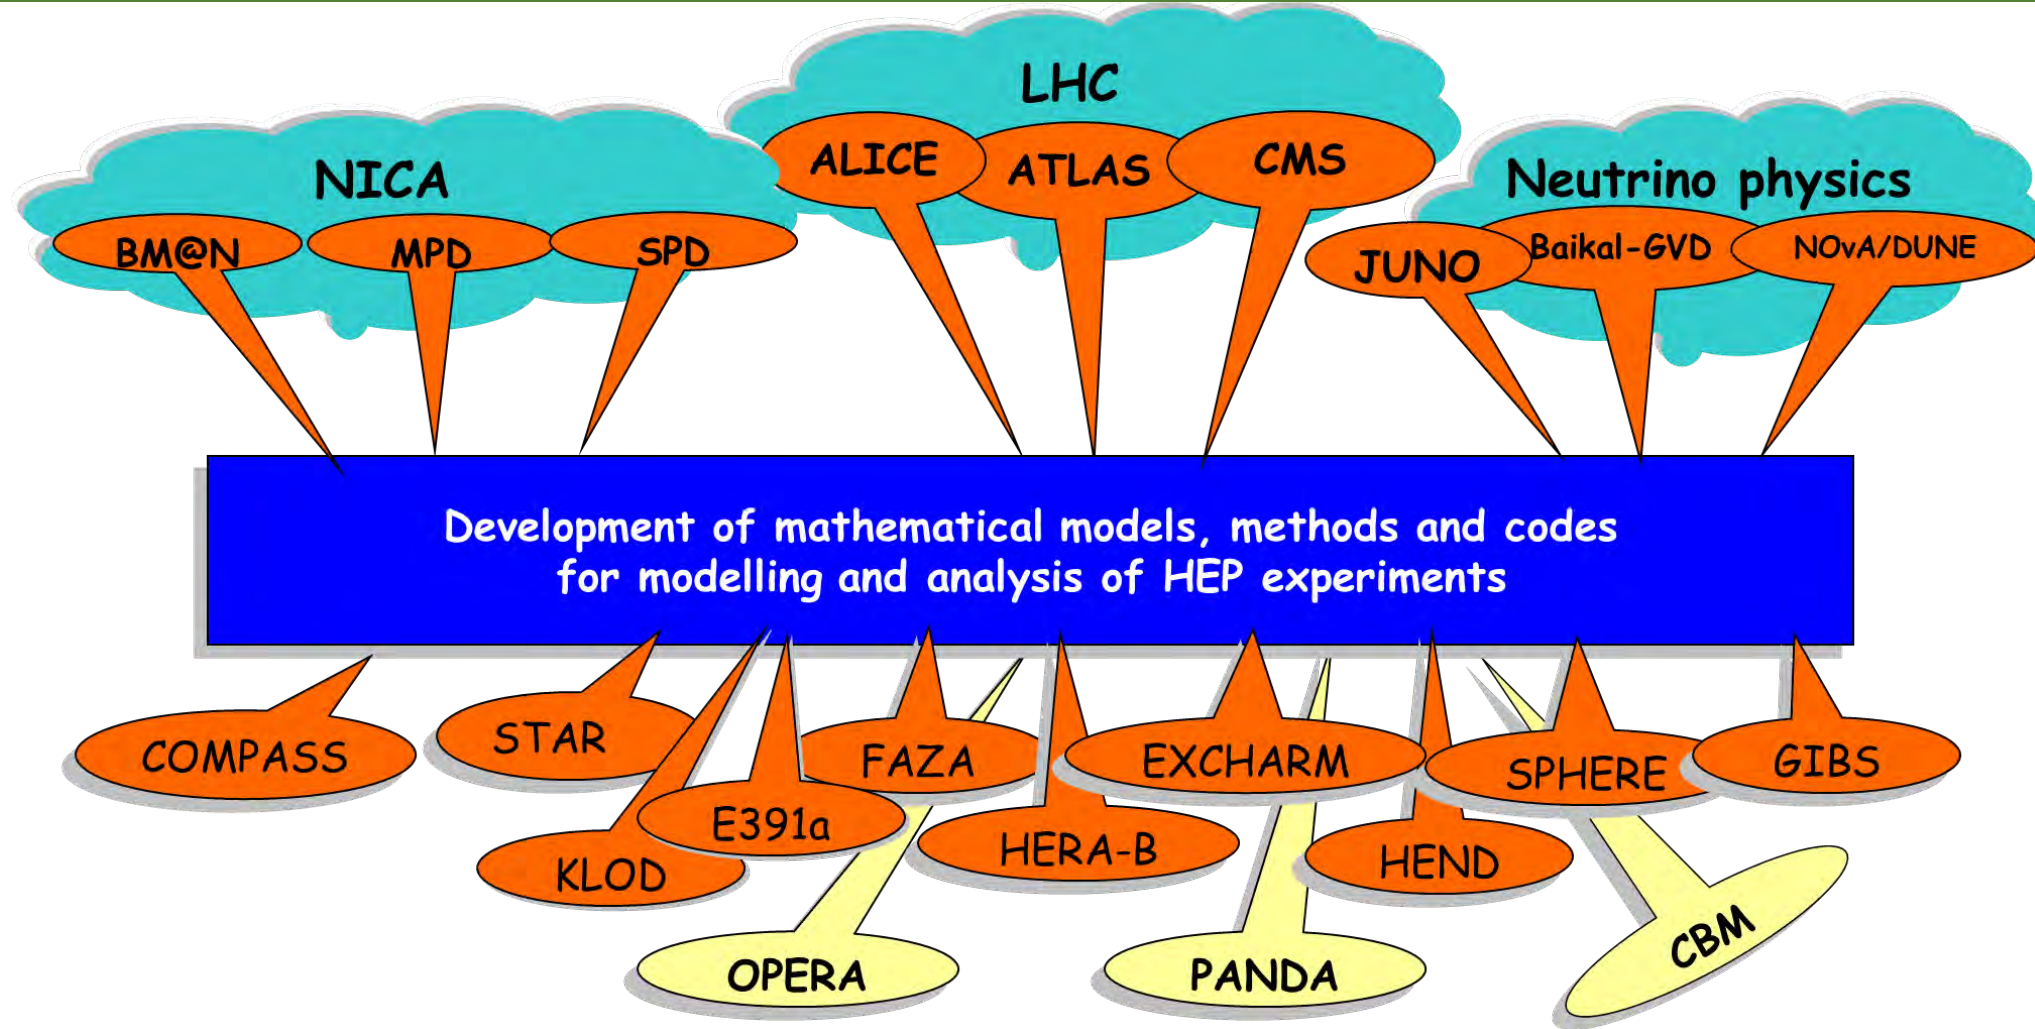 LHC
ALICE
ATLAS
CMS
NICA
BM@N
MPD
SPD
Neutrino physics
JUNO
Baikal-GVD
NOvA/DUNE
Development of mathematical models, methods and codes
for modelling and analysis of HEP experiments
COMPASS
STAR
FAZA
EXCHARM
SPHERE
GIBS
KLOD
E391a
HERA-B
HEND
OPERA
PANDA
CBM